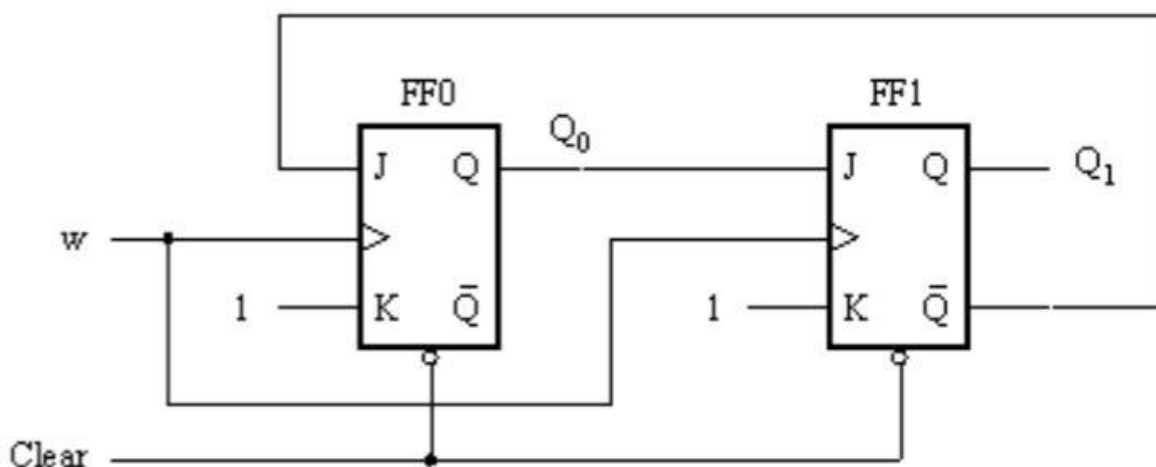 FF0 FF1
Q₀
J Q J Q Q₁
w
1 K Q̄ 1 K Q̄
Clear